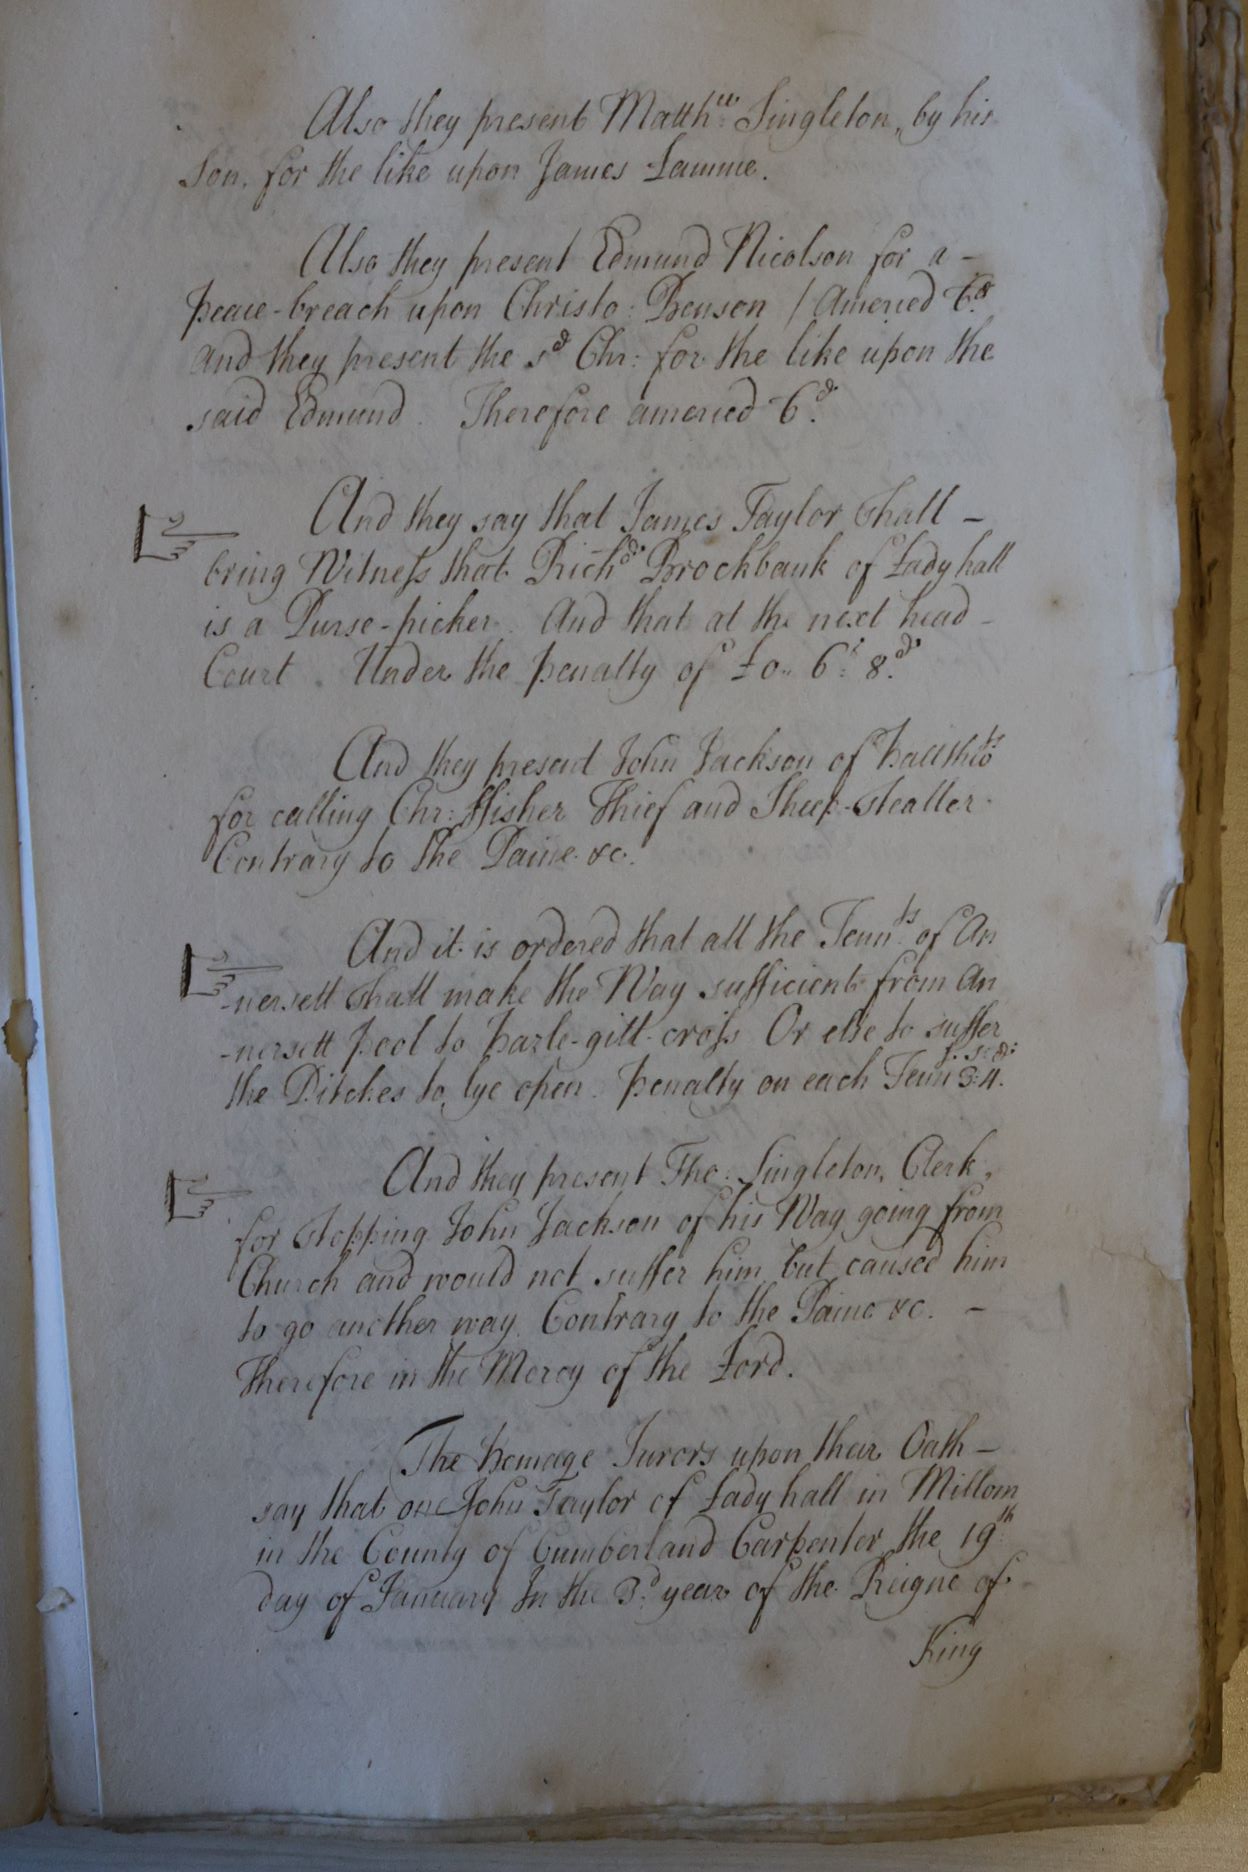 Also they present Matthw: Singleton, by his
Son, for the like upon James Lamme.
Also they present Edmund Nicolson for a -
Peace-breach upon Christo: Benson / Amerced 6d.
And they present the sd Chr: for the like upon the
said Edmund. Therefore amerced 6d.
And they say that James Taylor Shall -
bring Witness that Richd. Brockbank of Ladyhall
is a Purse-picker. And that at the next head -
Court. Under the Penalty of £0.. 6s: 8d.
And they present John Jackson of
for calling Chr: ffisher Thief and Sheep-Stealler
Contrary to the Paine &c.
And it is ordered that all the Tennts. of An
-nersett Shall make the Way sufficient from An
-nersett Pool to Hazle-gill-cross Or else to suffer
the Ditches to lye open. Penalty on each Tennt. 3s: 4d:
And they present Tho: Singleton, Clerk,
for Stopping John Jackson of his Way going from
Church and would not suffer him but caused him
to go another way. Contrary to the Paine &c. -
Therefore in the Mercy of the Lord.
The Homage Jurors upon their Oath -
say that one John Taylor of Ladyhall in Millom
in the County of Cumberland Carpenter the 19th
day of January In the 3d year of the Reigne of
King